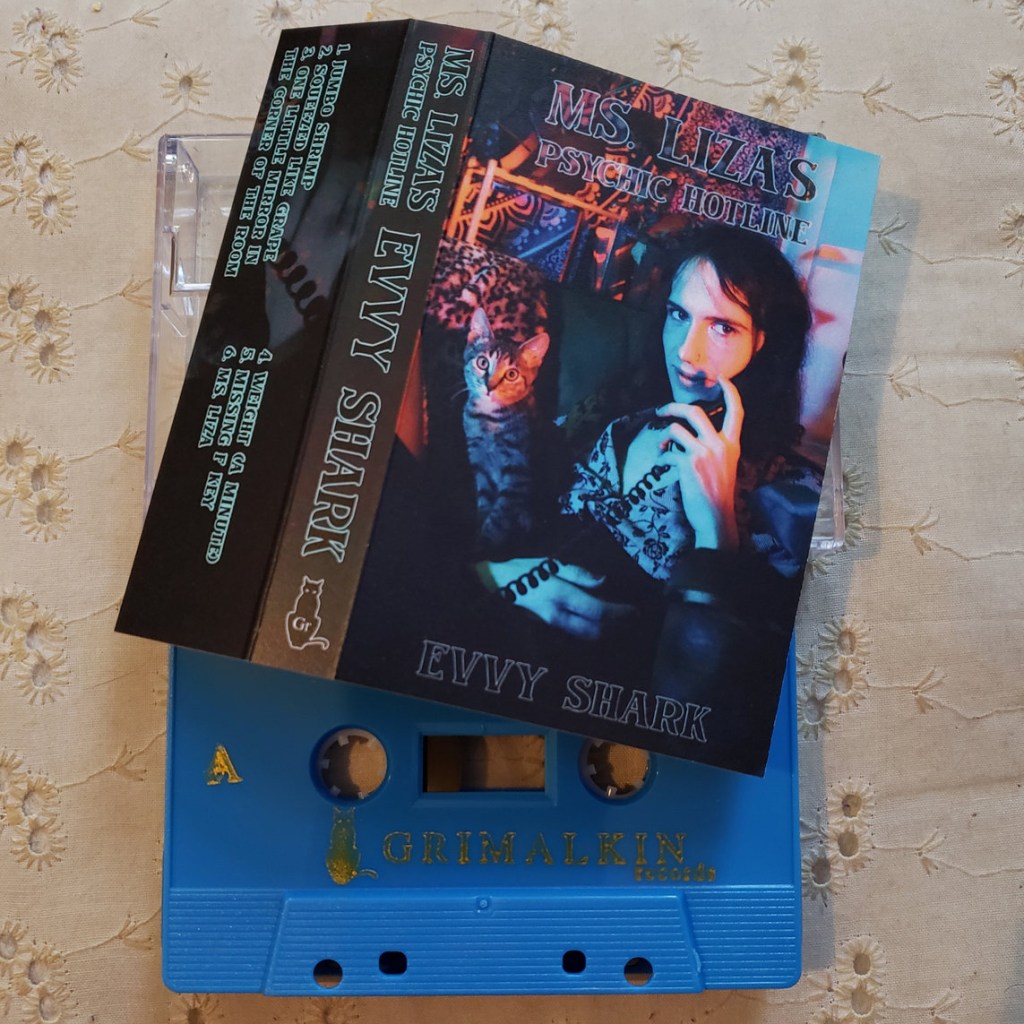 1. JUMBO SHRIMP
2. SQUEEZED LIKE GRAPE
3. ONE LITTLE MIRROR IN
THE CORNER OF THE ROOM
4. WEIGHT (A MINUTE)
5. MISSING F KEY
6. MS. LIZA
MS. LIZA'S
PSYCHIC HOTLINE
EVVY SHARK
Gr
MS. LIZA'S
PSYCHIC HOTLINE
EVVY SHARK
A
GRIMALKIN
records